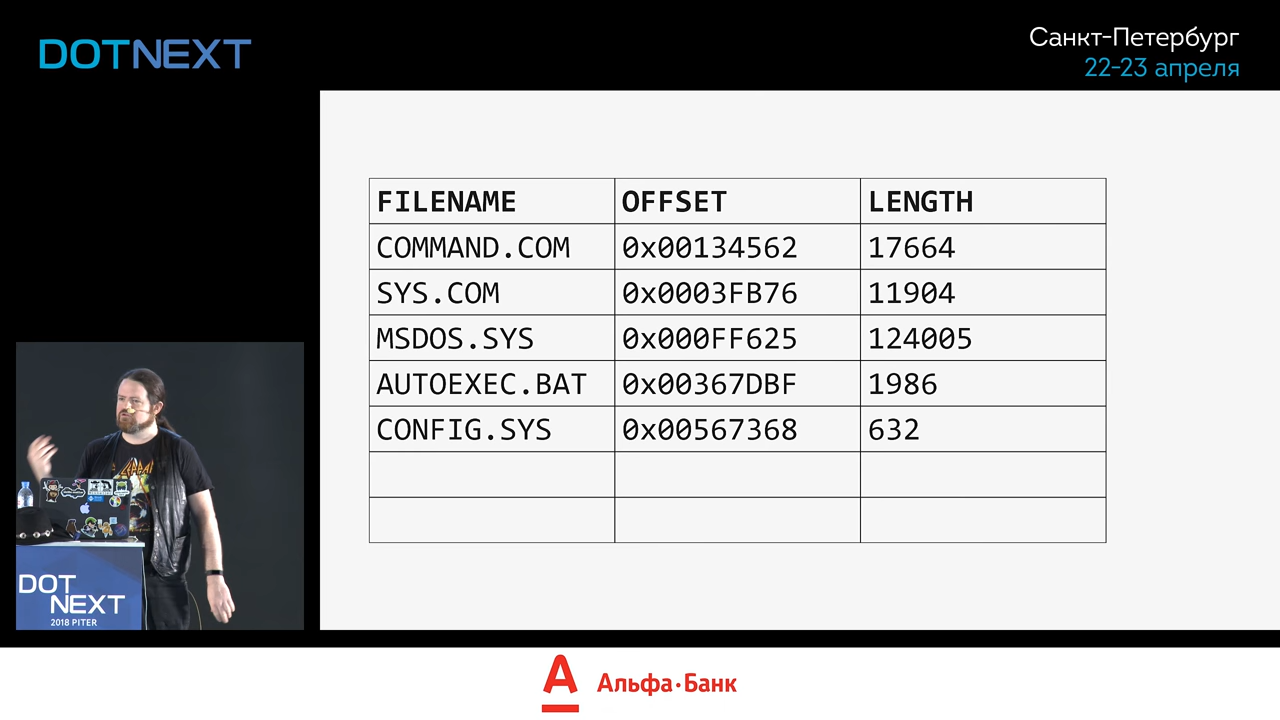 DOTNEXT
Санкт-Петербург
22-23 апреля
FILENAME OFFSET LENGTH
COMMAND.COM 0x00134562 17664
SYS.COM 0x0003FB76 11904
MSDOS.SYS 0x000FF625 124005
AUTOEXEC.BAT 0x00367DBF 1986
CONFIG.SYS 0x00567368 632
DOT
NEXT
2018 PITER
А Альфа·Банк